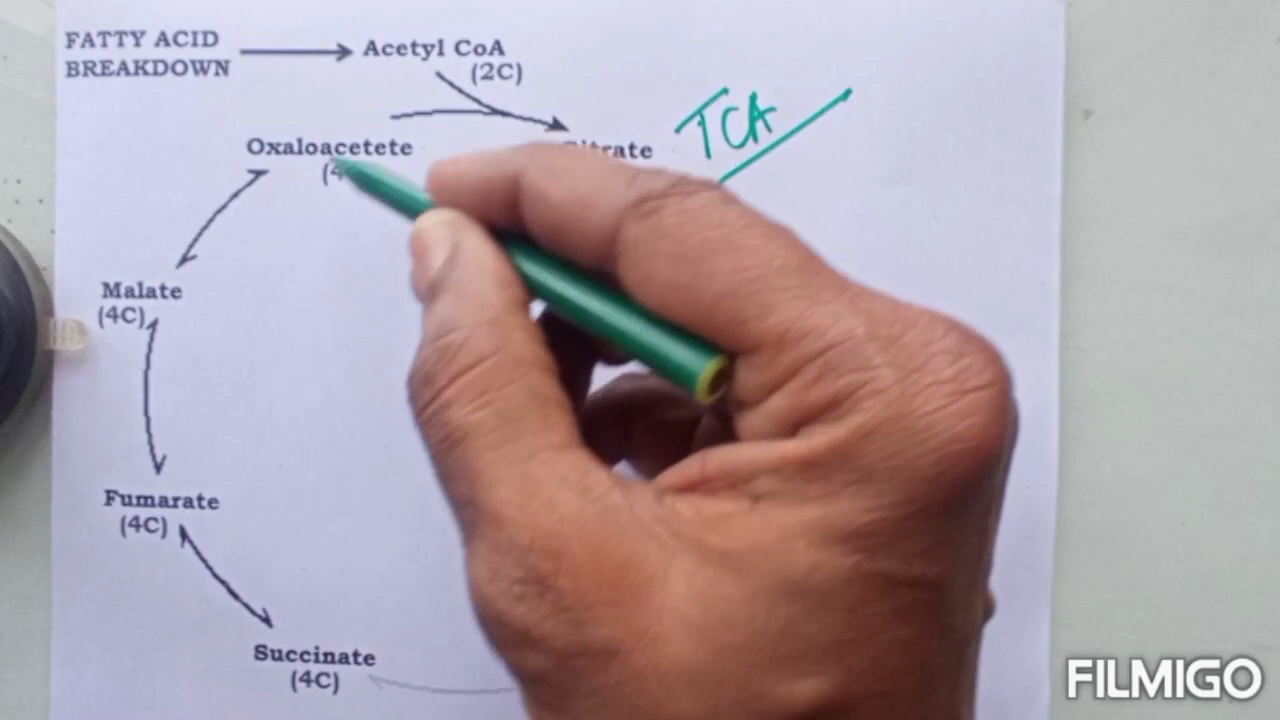 FATTY ACID
BREAKDOWN
Acetyl CoA
(2C)
TCA
Oxaloacetete
Malate
(4C)
Fumarate
(4C)
Succinate
(4C)
FILMIGO